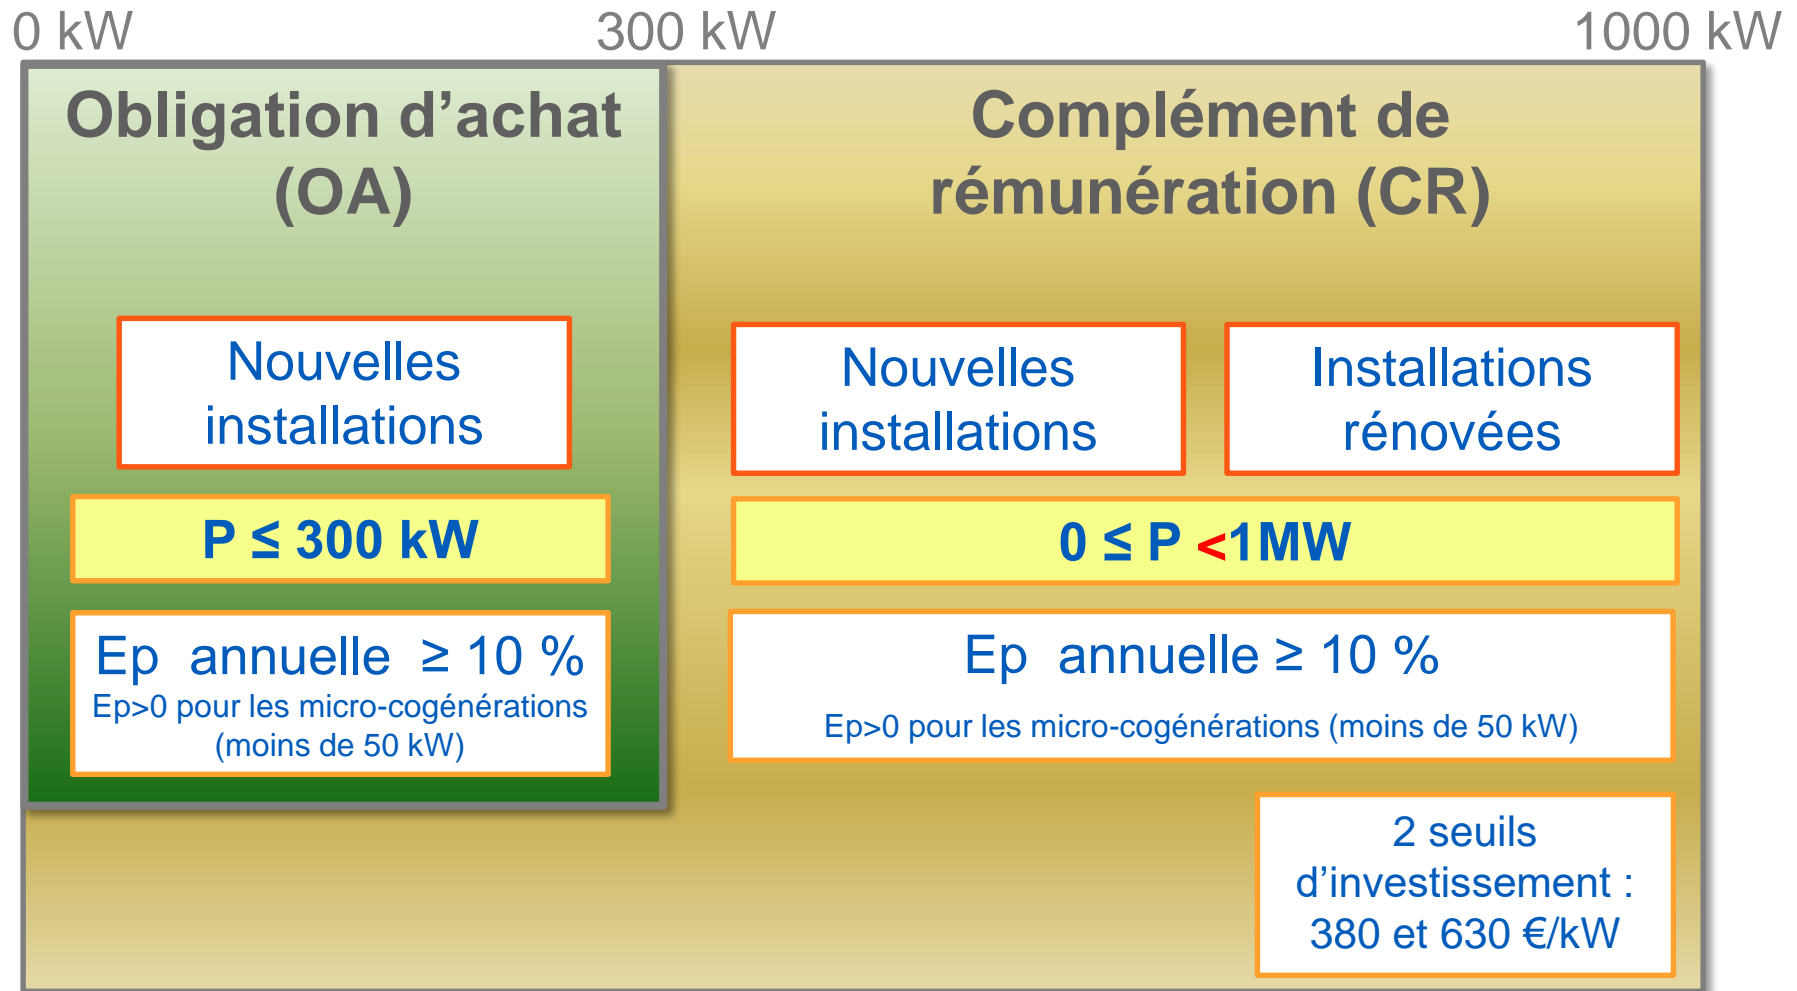 0 kW
300 kW
1000 kW
Obligation d’achat
(OA)
Complément de
rémunération (CR)
Nouvelles
installations
Nouvelles
installations
Installations
rénovées
P ≤ 300 kW
0 ≤ P <1MW
Ep annuelle ≥ 10 %
Ep>0 pour les micro-cogénérations
(moins de 50 kW)
Ep annuelle ≥ 10 %
Ep>0 pour les micro-cogénérations (moins de 50 kW)
2 seuils
d’investissement :
380 et 630 €/kW